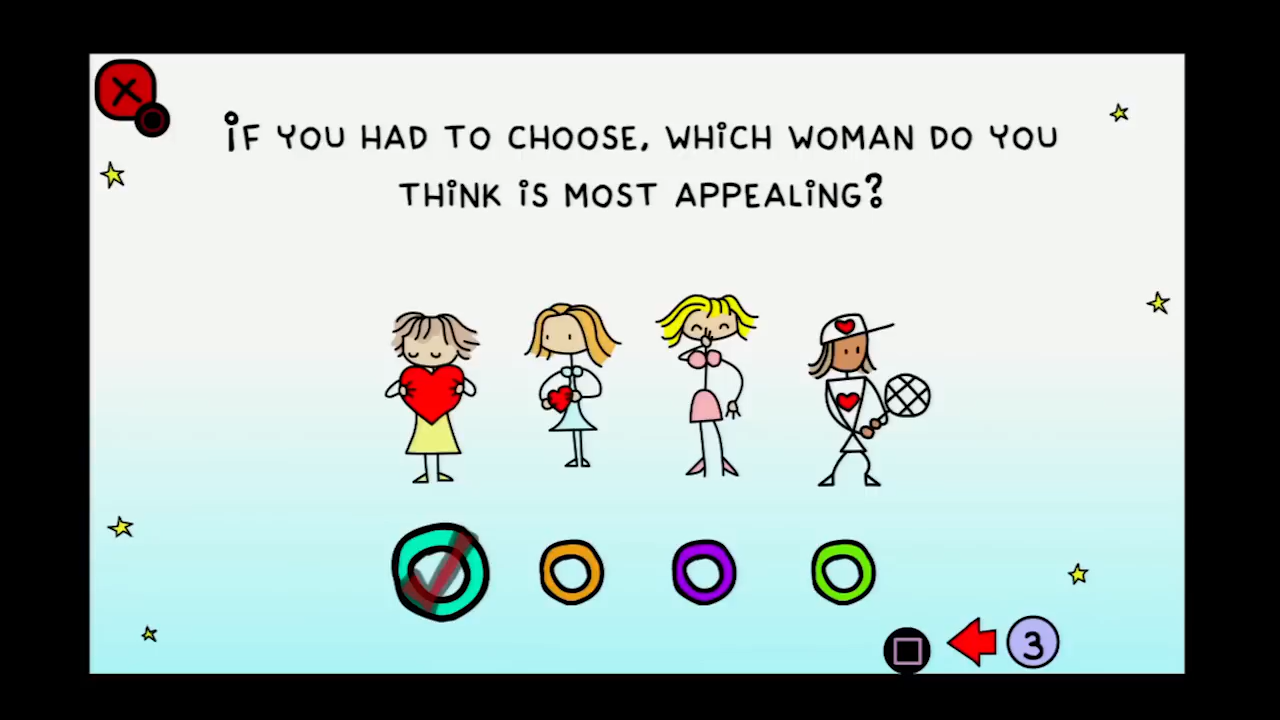 iF YOU HAD TO CHOOSE, WHiCH WOMAN DO YOU
THiNK iS MOST APPEALiNG?
3